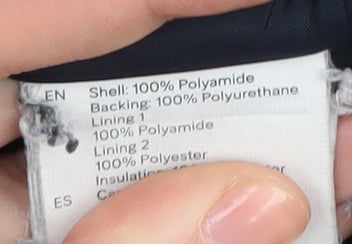 EN Shell: 100% Polyamide
Backing: 100% Polyurethane
Lining 1
100% Polyamide
Lining 2
100% Polyester
ES